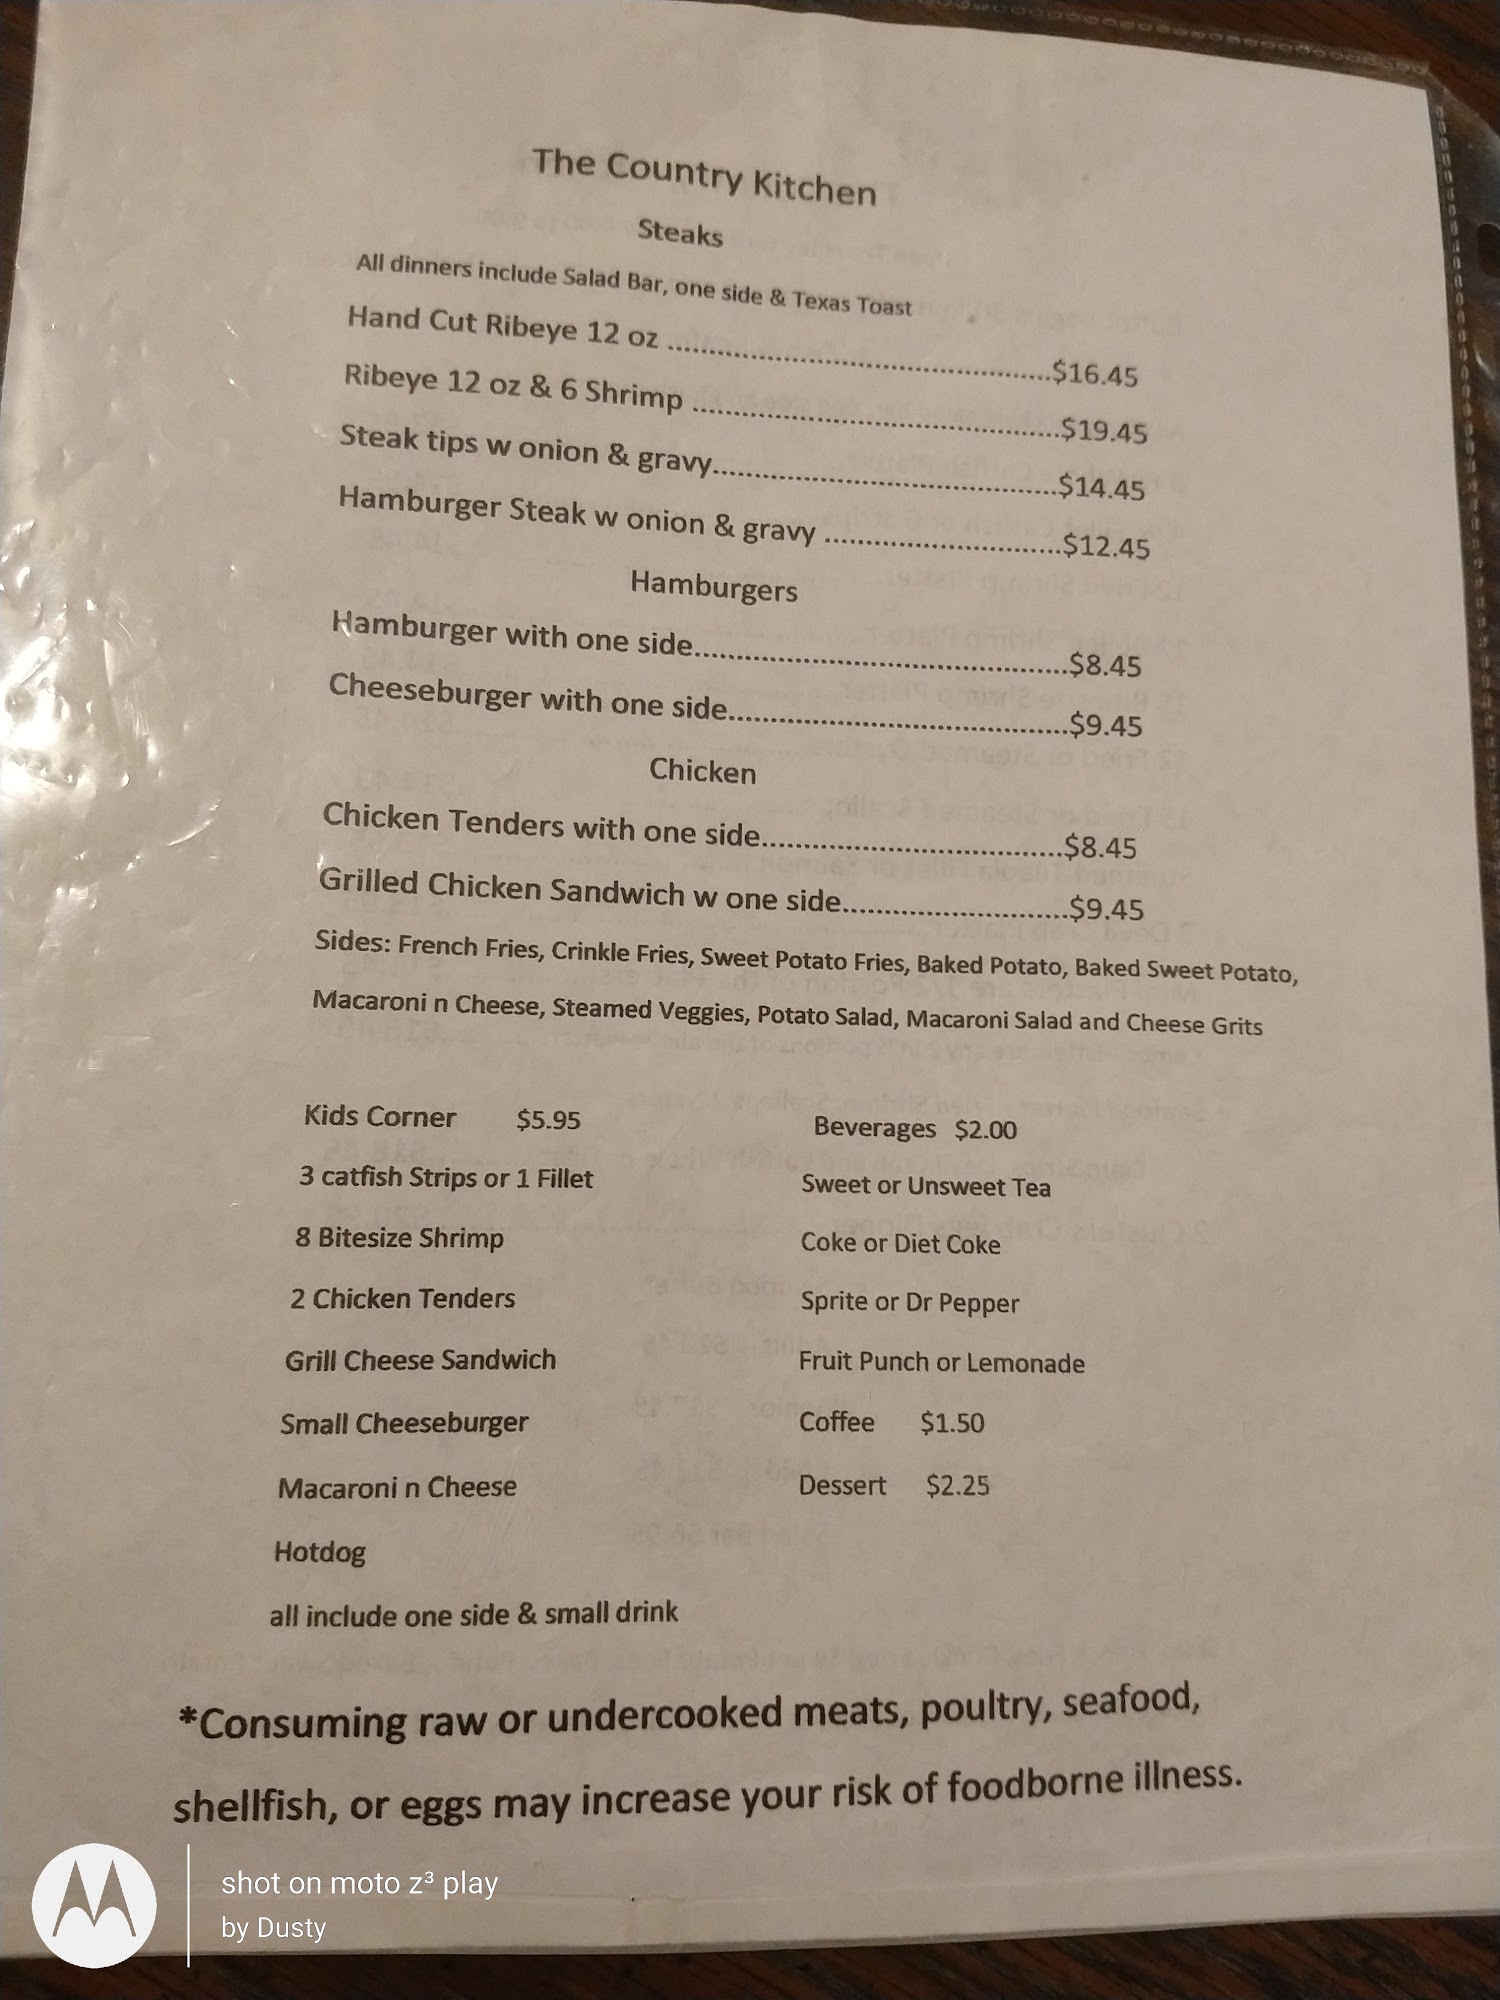 The Country Kitchen
Steaks
All dinners include Salad Bar, one side & Texas Toast
Hand Cut Ribeye 12 oz ..............................................$16.45
Ribeye 12 oz & 6 Shrimp ............................................$19.45
Steak tips w onion & gravy.........................................$14.45
Hamburger Steak w onion & gravy ............................$12.45
Hamburgers
Hamburger with one side.............................................$8.45
Cheeseburger with one side.........................................$9.45
Chicken
Chicken Tenders with one side....................................$8.45
Grilled Chicken Sandwich w one side...........................$9.45
Sides: French Fries, Crinkle Fries, Sweet Potato Fries, Baked Potato, Baked Sweet Potato,
Macaroni n Cheese, Steamed Veggies, Potato Salad, Macaroni Salad and Cheese Grits
Kids Corner $5.95
3 catfish Strips or 1 Fillet
8 Bitesize Shrimp
2 Chicken Tenders
Grill Cheese Sandwich
Small Cheeseburger
Macaroni n Cheese
Hotdog
all include one side & small drink
Beverages $2.00
Sweet or Unsweet Tea
Coke or Diet Coke
Sprite or Dr Pepper
Fruit Punch or Lemonade
Coffee $1.50
Dessert $2.25
*Consuming raw or undercooked meats, poultry, seafood,
shellfish, or eggs may increase your risk of foodborne illness.
shot on moto z³ play
by Dusty